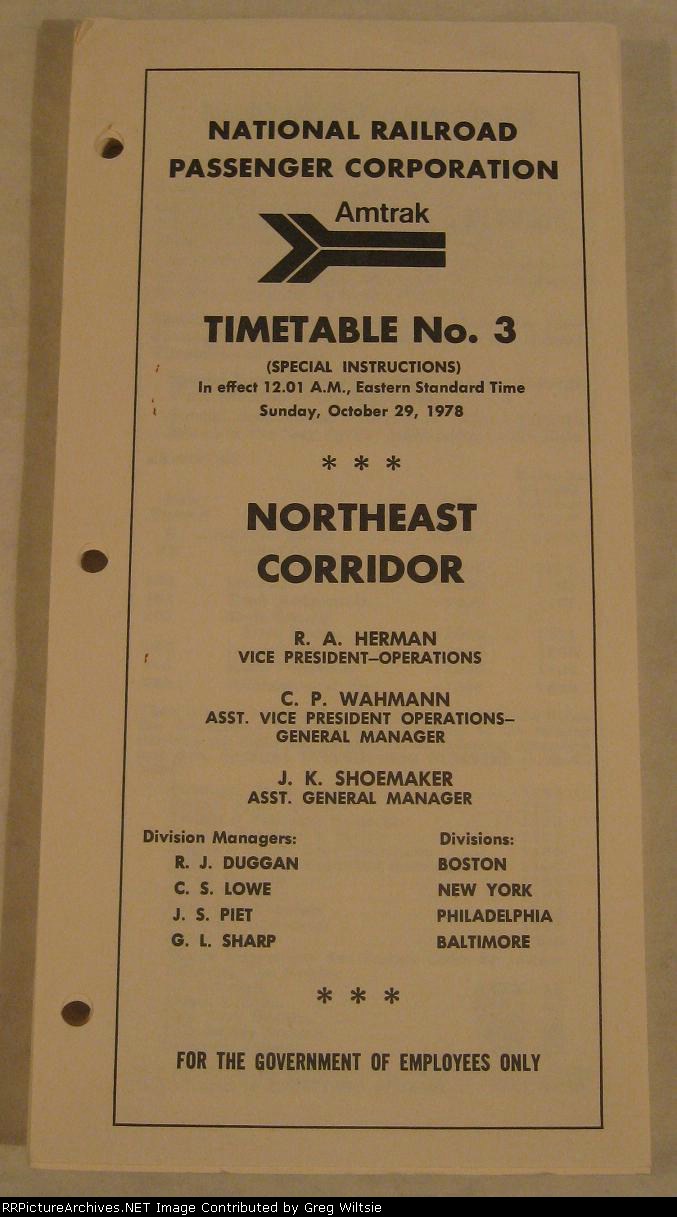 NATIONAL RAILROAD
PASSENGER CORPORATION
Amtrak
TIMETABLE No. 3
(SPECIAL INSTRUCTIONS)
In effect 12.01 A.M., Eastern Standard Time
Sunday, October 29, 1978
* * *
NORTHEAST
CORRIDOR
R. A. HERMAN
VICE PRESIDENT–OPERATIONS
C. P. WAHMANN
ASST. VICE PRESIDENT OPERATIONS–
GENERAL MANAGER
J. K. SHOEMAKER
ASST. GENERAL MANAGER
Division Managers: Divisions:
R. J. DUGGAN BOSTON
C. S. LOWE NEW YORK
J. S. PIET PHILADELPHIA
G. L. SHARP BALTIMORE
* * *
FOR THE GOVERNMENT OF EMPLOYEES ONLY
RRPictureArchives.NET Image Contributed by Greg Wiltsie